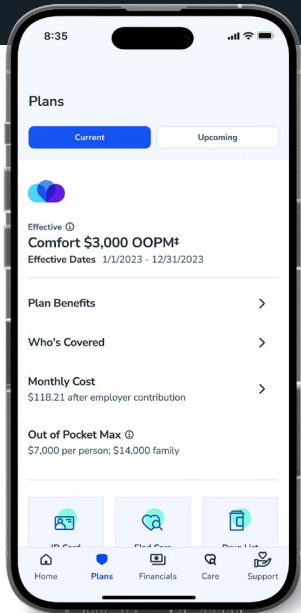 8:35
Plans
Current
Upcoming
Effective ⓘ
Comfort $3,000 OOPM‡
Effective Dates 1/1/2023 - 12/31/2023
Plan Benefits
Who's Covered
Monthly Cost
$118.21 after employer contribution
Out of Pocket Max ⓘ
$7,000 per person; $14,000 family
ID Card
Find Care
Drug List
Home
Plans
Financials
Care
Support